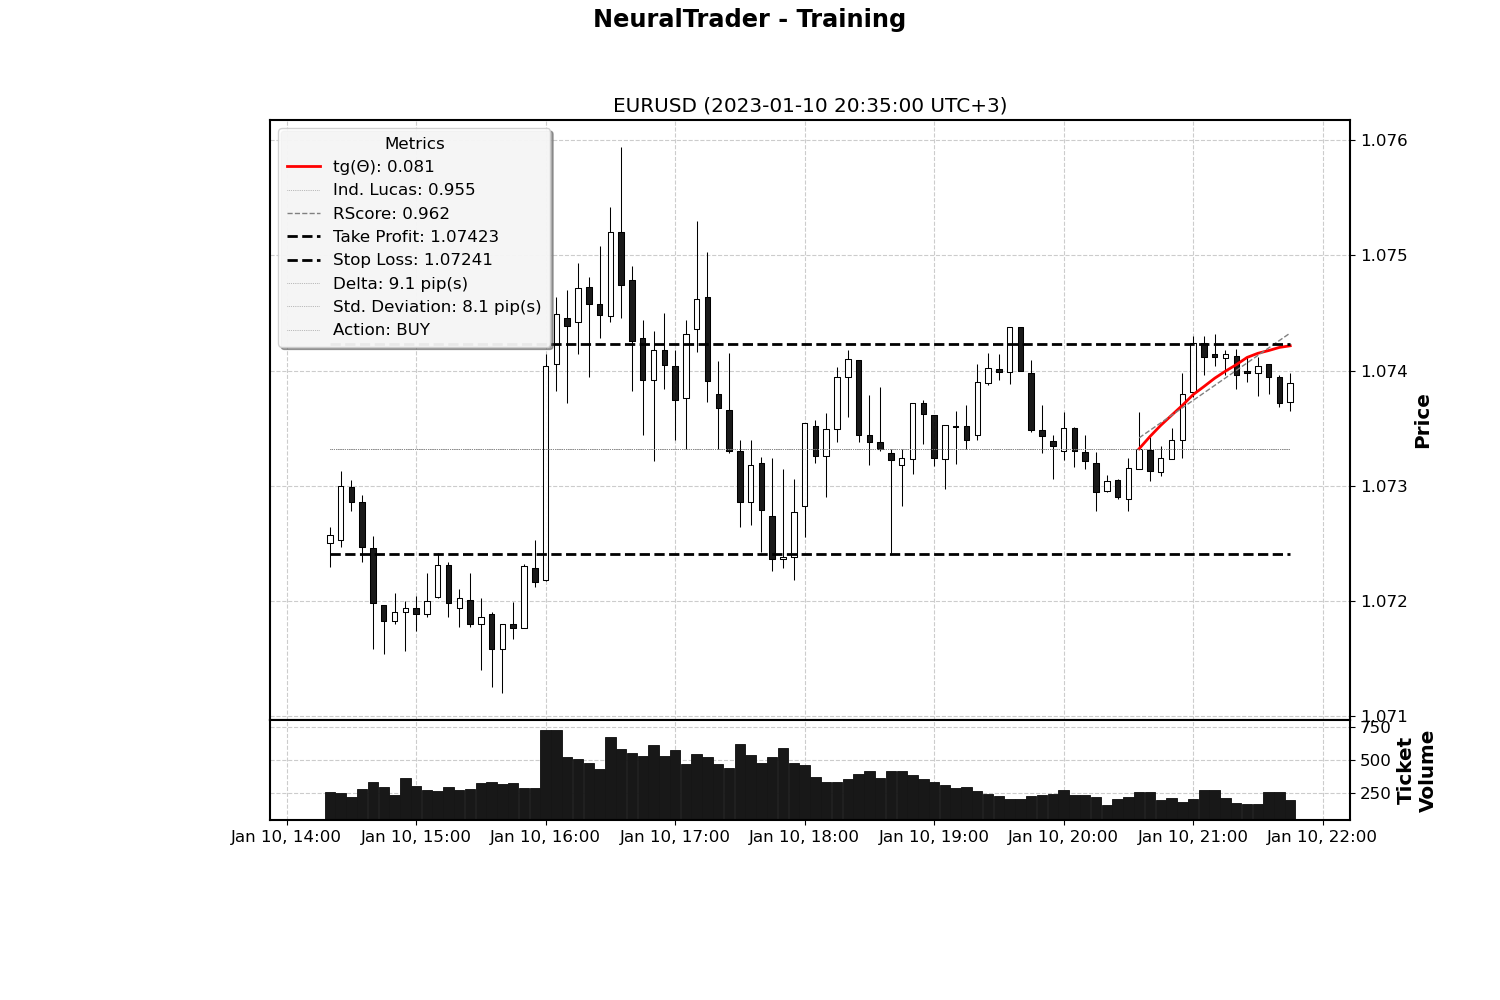 NeuralTrader - Training
EURUSD (2023-01-10 20:35:00 UTC+3)
Metrics
tg(Θ): 0.081
Ind. Lucas: 0.955
RScore: 0.962
Take Profit: 1.07423
Stop Loss: 1.07241
Delta: 9.1 pip(s)
Std. Deviation: 8.1 pip(s)
Action: BUY
1.076
1.075
1.074
1.073
1.072
1.071
Price
750
500
250
Ticket
Volume
Jan 10, 14:00
Jan 10, 15:00
Jan 10, 16:00
Jan 10, 17:00
Jan 10, 18:00
Jan 10, 19:00
Jan 10, 20:00
Jan 10, 21:00
Jan 10, 22:00